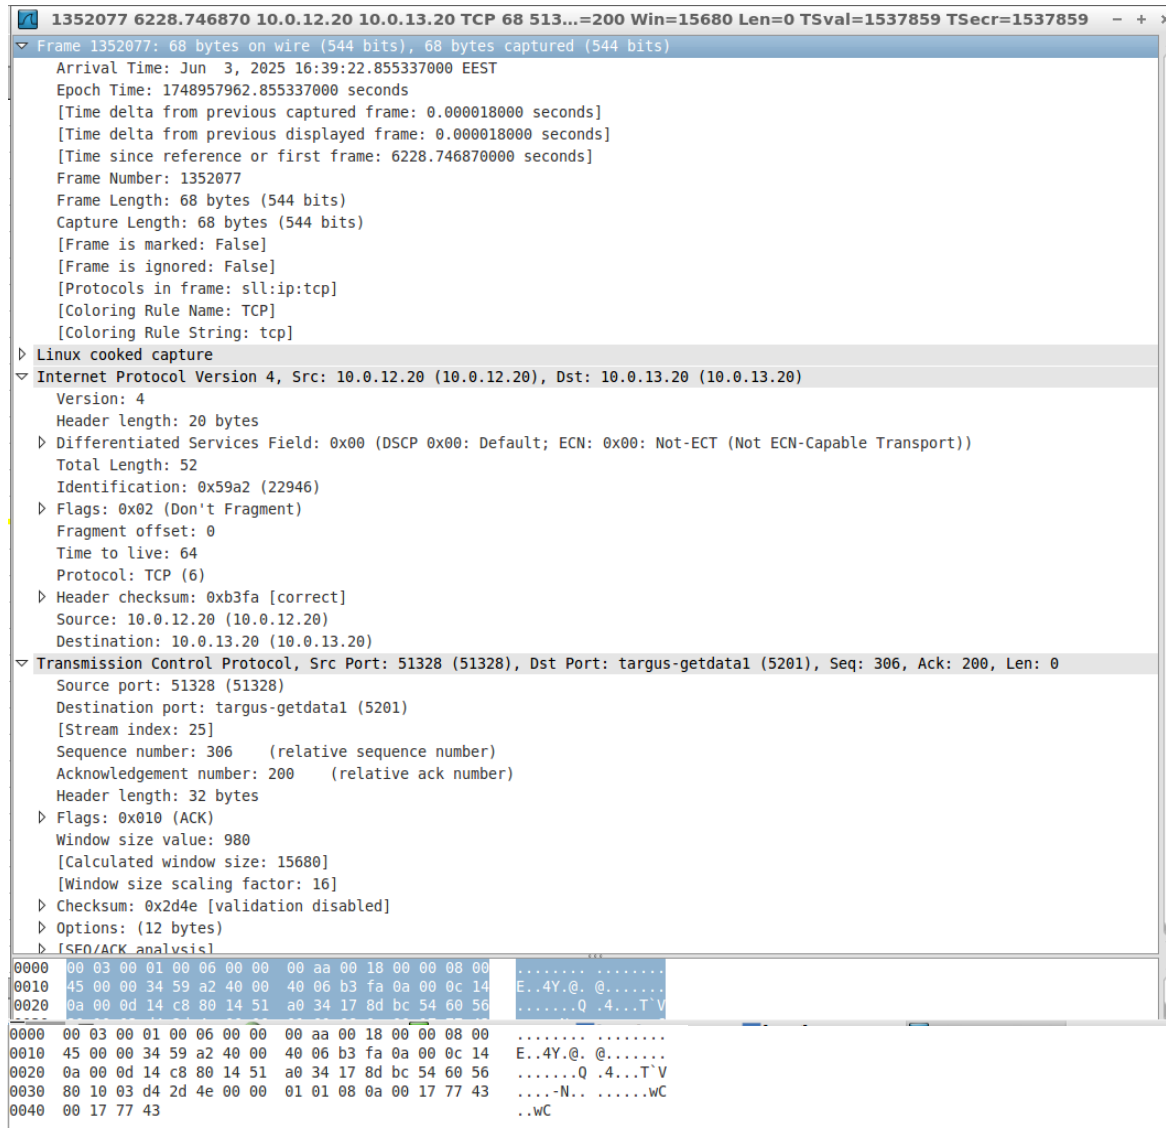 1352077 6228.746870 10.0.12.20 10.0.13.20 TCP 68 513...=200 Win=15680 Len=0 TSval=1537859 TSecr=1537859
Frame 1352077: 68 bytes on wire (544 bits), 68 bytes captured (544 bits)
Arrival Time: Jun  3, 2025 16:39:22.855337000 EEST
Epoch Time: 1748957962.855337000 seconds
[Time delta from previous captured frame: 0.000018000 seconds]
[Time delta from previous displayed frame: 0.000018000 seconds]
[Time since reference or first frame: 6228.746870000 seconds]
Frame Number: 1352077
Frame Length: 68 bytes (544 bits)
Capture Length: 68 bytes (544 bits)
[Frame is marked: False]
[Frame is ignored: False]
[Protocols in frame: sll:ip:tcp]
[Coloring Rule Name: TCP]
[Coloring Rule String: tcp]
Linux cooked capture
Internet Protocol Version 4, Src: 10.0.12.20 (10.0.12.20), Dst: 10.0.13.20 (10.0.13.20)
Version: 4
Header length: 20 bytes
Differentiated Services Field: 0x00 (DSCP 0x00: Default; ECN: 0x00: Not-ECT (Not ECN-Capable Transport))
Total Length: 52
Identification: 0x59a2 (22946)
Flags: 0x02 (Don't Fragment)
Fragment offset: 0
Time to live: 64
Protocol: TCP (6)
Header checksum: 0xb3fa [correct]
Source: 10.0.12.20 (10.0.12.20)
Destination: 10.0.13.20 (10.0.13.20)
Transmission Control Protocol, Src Port: 51328 (51328), Dst Port: targus-getdata1 (5201), Seq: 306, Ack: 200, Len: 0
Source port: 51328 (51328)
Destination port: targus-getdata1 (5201)
[Stream index: 25]
Sequence number: 306    (relative sequence number)
Acknowledgement number: 200    (relative ack number)
Header length: 32 bytes
Flags: 0x010 (ACK)
Window size value: 980
[Calculated window size: 15680]
[Window size scaling factor: 16]
Checksum: 0x2d4e [validation disabled]
Options: (12 bytes)
[SEQ/ACK analysis]
0000  00 03 00 01 00 06 00 00  00 aa 00 18 00 00 08 00   ........ ........
0010  45 00 00 34 59 a2 40 00  40 06 b3 fa 0a 00 0c 14   E..4Y.@. @.......
0020  0a 00 0d 14 c8 80 14 51  a0 34 17 8d bc 54 60 56   .......Q .4...T`V
0000  00 03 00 01 00 06 00 00  00 aa 00 18 00 00 08 00   ........ ........
0010  45 00 00 34 59 a2 40 00  40 06 b3 fa 0a 00 0c 14   E..4Y.@. @.......
0020  0a 00 0d 14 c8 80 14 51  a0 34 17 8d bc 54 60 56   .......Q .4...T`V
0030  80 10 03 d4 2d 4e 00 00  01 01 08 0a 00 17 77 43   ....-N.. ......wC
0040  00 17 77 43   ..wC